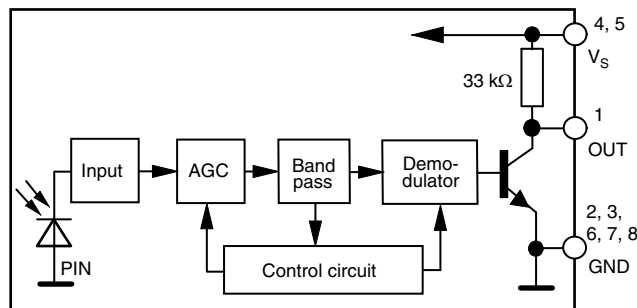 4, 5
V_S
33 kΩ
1
OUT
Input
AGC
Band
pass
Demo-
dulator
2, 3,
6, 7, 8
GND
PIN
Control circuit